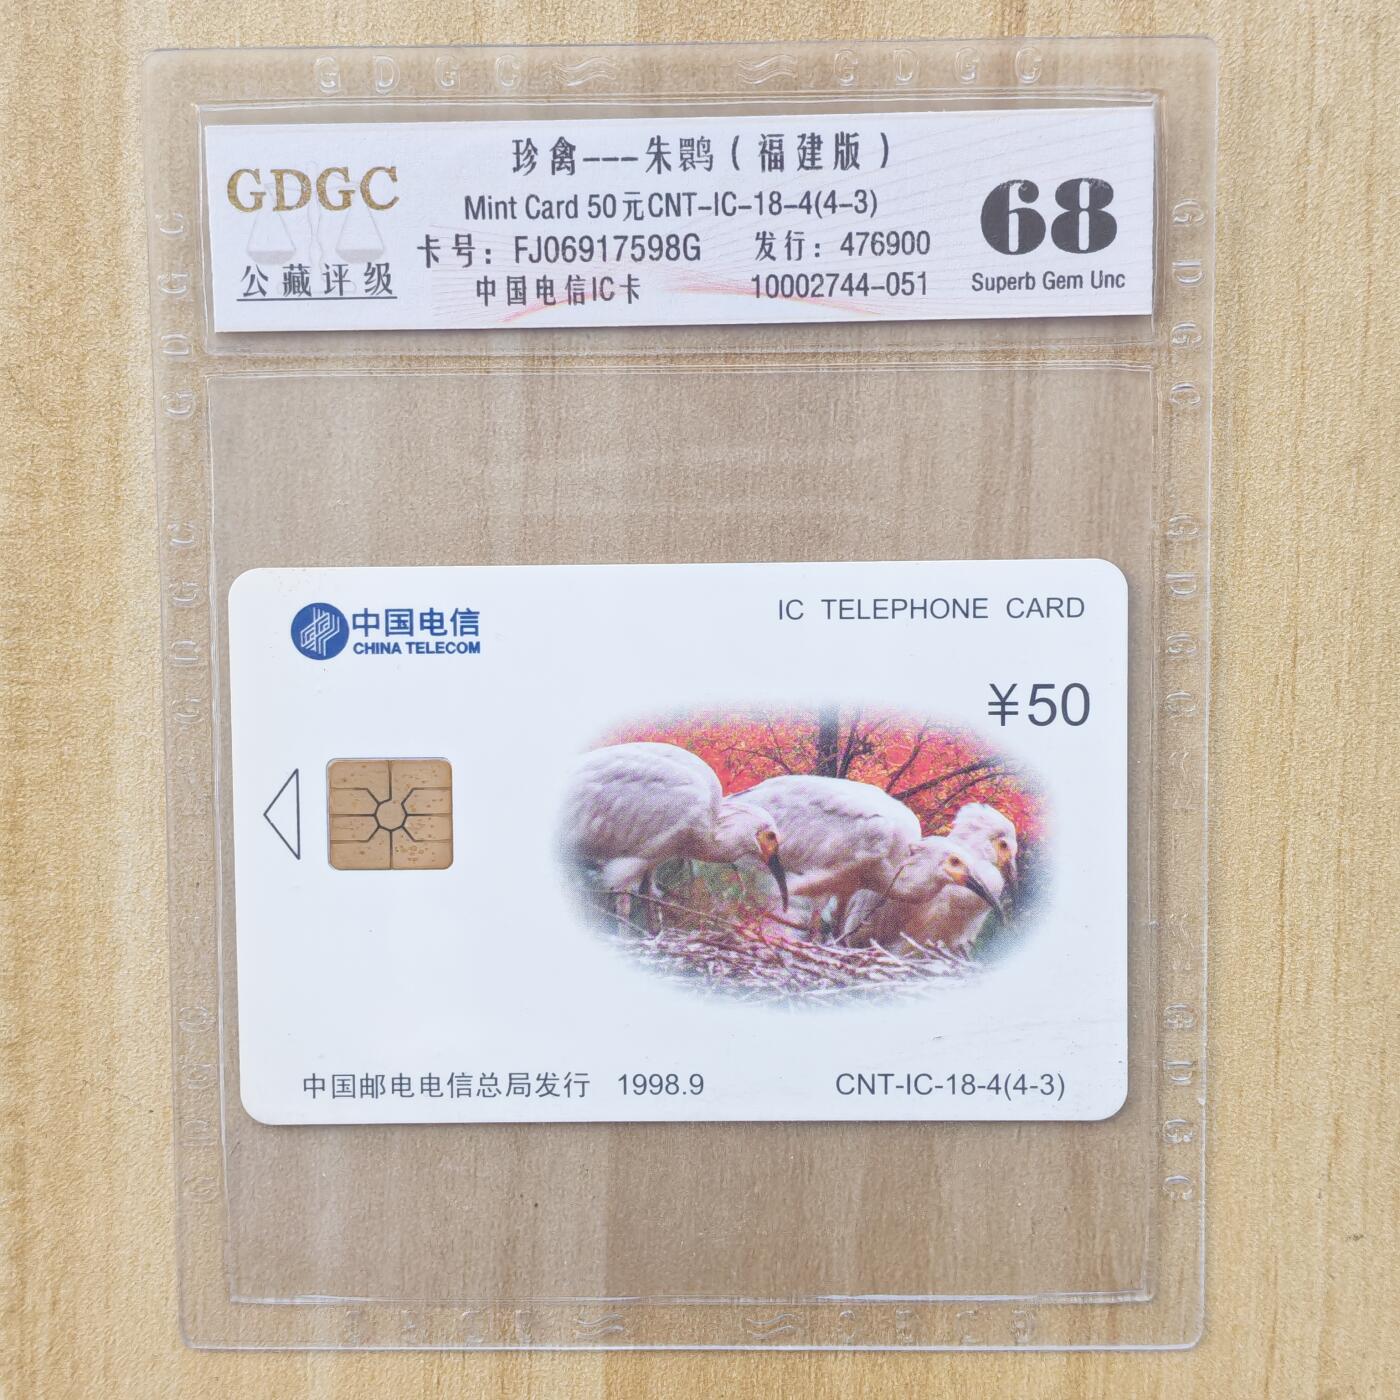 G D G C G D G C
GDGC
公藏评级
珍禽---朱鹮(福建版)
Mint Card 50元CNT-IC-18-4(4-3)
卡号: FJ06917598G 发行: 476900
中国电信IC卡 10002744-051
68
Superb Gem Unc
中国电信
CHINA TELECOM
IC TELEPHONE CARD
¥50
中国邮电电信总局发行 1998.9
CNT-IC-18-4(4-3)